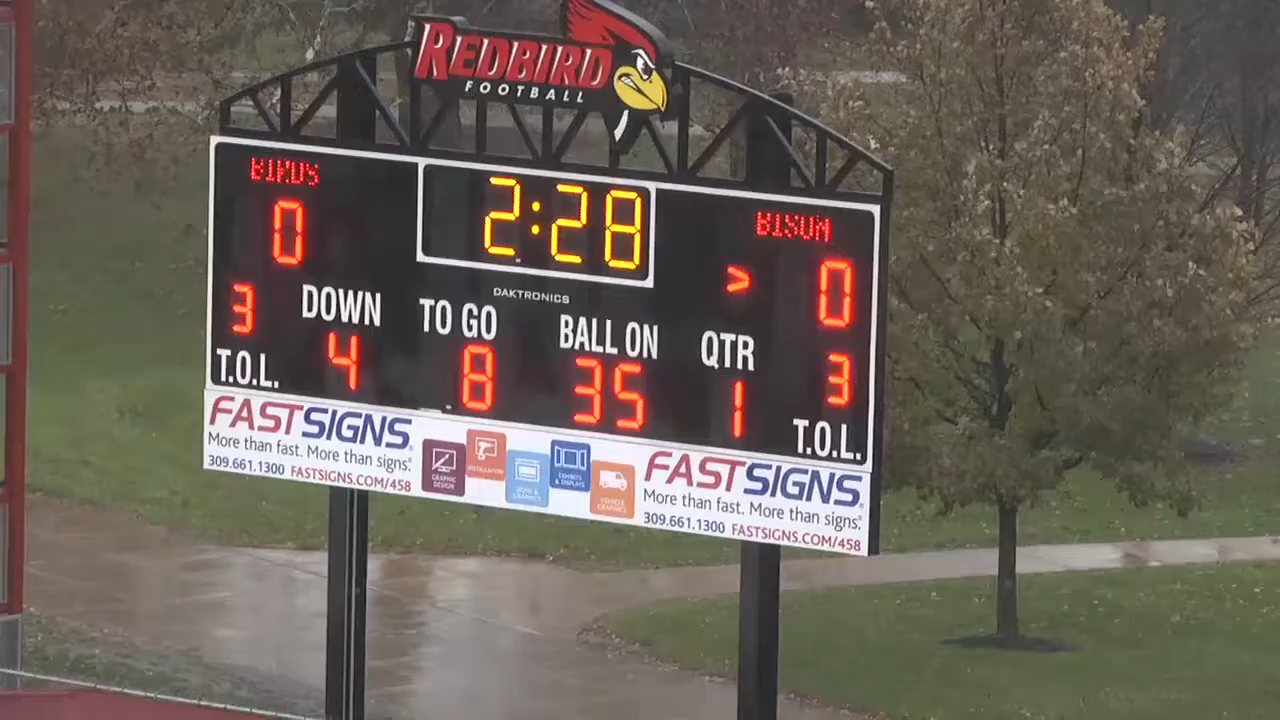 REDBIRD
FOOTBALL
BIRDS
2:28
BISON
0
> 0
DAKTRONICS
3 DOWN TO GO BALL ON QTR 3
T.O.L. 4 8 35 1 T.O.L.
FASTSIGNS
More than fast. More than signs.
309.661.1300 FASTSIGNS.COM/458
GRAPHIC DESIGN
INSTALLATION
SIGNS & GRAPHICS
EXHIBITS & DISPLAYS
VEHICLE GRAPHICS
FASTSIGNS
More than fast. More than signs.
309.661.1300 FASTSIGNS.COM/458